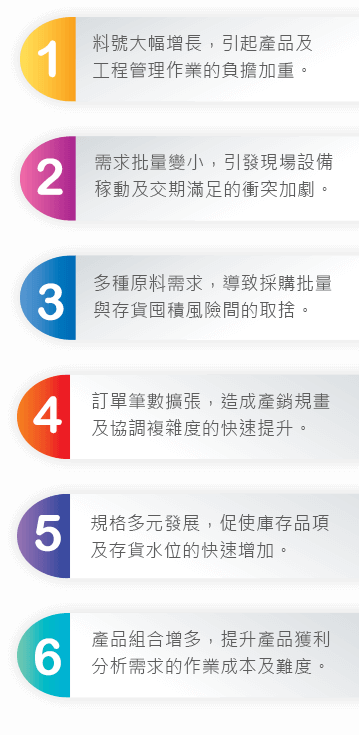 1
料號大幅增長，引起產品及
工程管理作業的負擔加重。
2
需求批量變小，引發現場設備
稼動及交期滿足的衝突加劇。
3
多種原料需求，導致採購批量
與存貨囤積風險間的取捨。
4
訂單筆數擴張，造成產銷規畫
及協調複雜度的快速提升。
5
規格多元發展，促使庫存品項
及存貨水位的快速增加。
6
產品組合增多，提升產品獲利
分析需求的作業成本及難度。